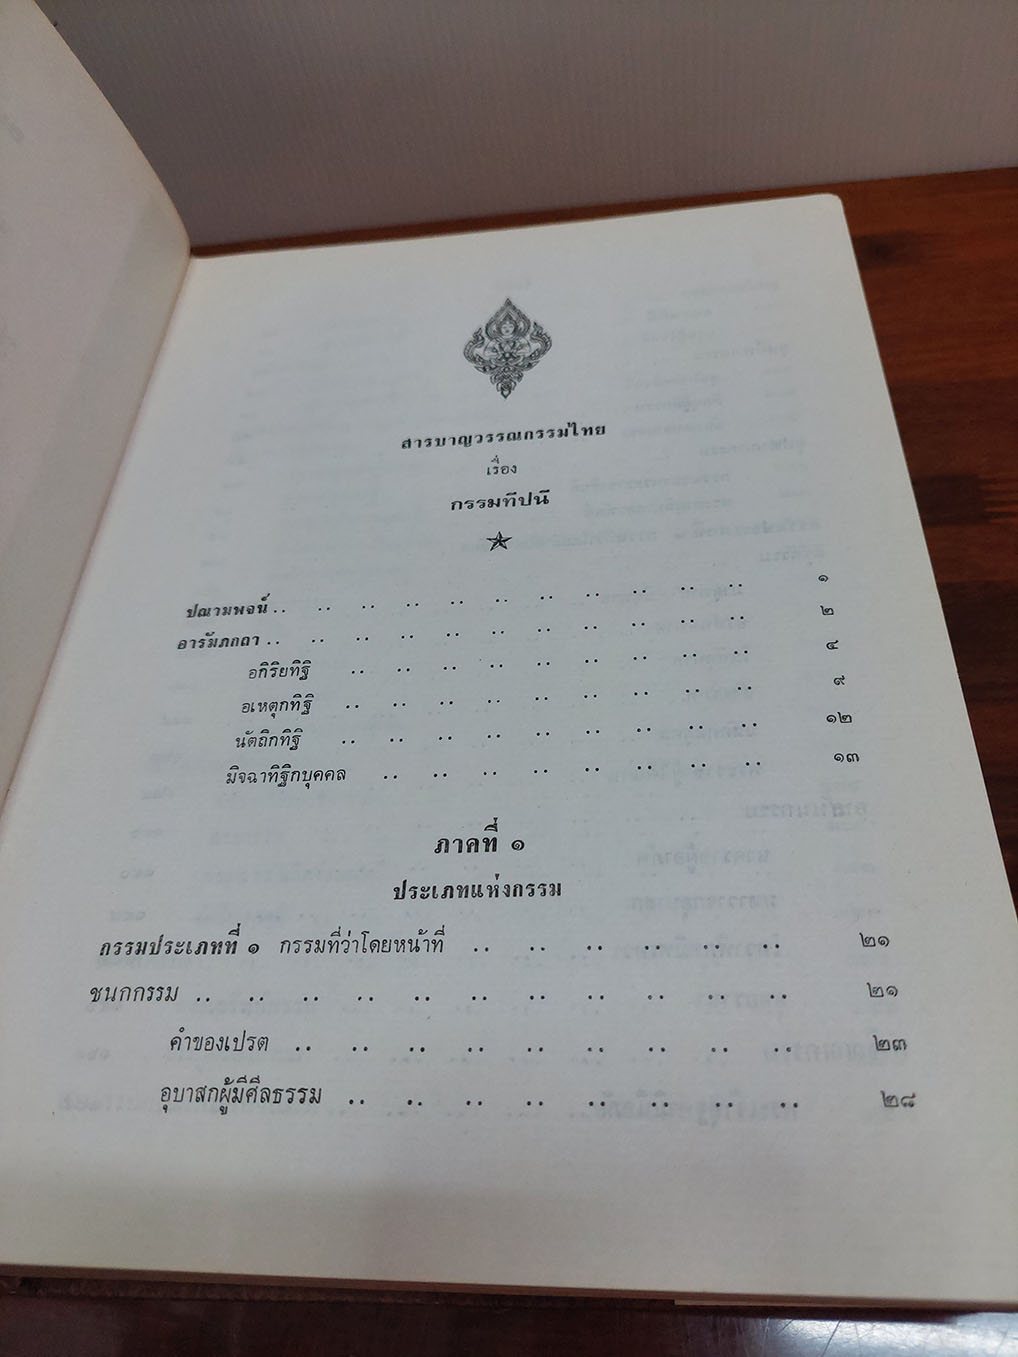 สารบาญวรรณกรรมไทย
เรื่อง
กรรมทีปนี
ปณามพจน์ .. .. .. .. .. .. .. .. .. .. .. ๑
อารัมภกถา .. .. .. .. .. .. .. .. .. .. .. ๒
อกิริยทิฐิ .. .. .. .. .. .. .. .. .. ๔
อเหตุกทิฐิ .. .. .. .. .. .. .. .. .. ๙
นัตถิกทิฐิ .. .. .. .. .. .. .. .. .. ๑๒
มิจฉาทิฐิกบุคคล .. .. .. .. .. .. .. .. ๑๓
ภาคที่ ๑
ประเภทแห่งกรรม
กรรมประเภทที่ ๑ กรรมที่ว่าโดยหน้าที่ .. .. .. .. .. .. ๒๑
ชนกกรรม .. .. .. .. .. .. .. .. .. .. .. ๒๑
คำของเปรต .. .. .. .. .. .. .. .. .. ๒๓
อุบาสกผู้มีศีลธรรม .. .. .. .. .. .. .. .. ๒๘